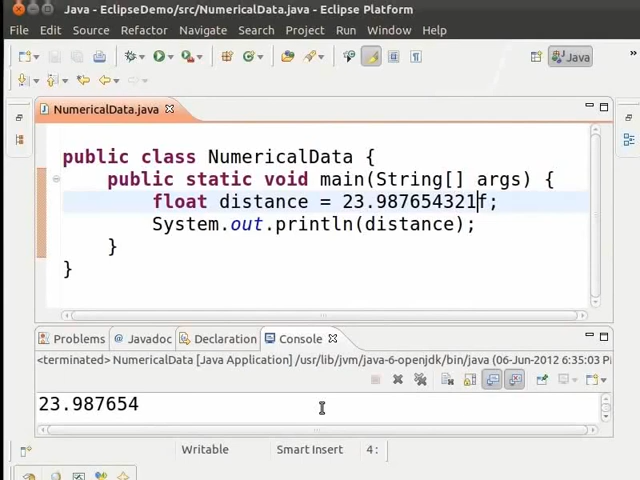 Java - EclipseDemo/src/NumericalData.java - Eclipse Platform
File Edit Source Refactor Navigate Search Project Run Window Help
Java
NumericalData.java
public class NumericalData {
public static void main(String[] args) {
float distance = 23.987654321f;
System.out.println(distance);
}
}
Problems Javadoc Declaration Console
<terminated> NumericalData [Java Application] /usr/lib/jvm/java-6-openjdk/bin/java (06-Jun-2012 6:35:03 P
23.987654
Writable Smart Insert 4 :